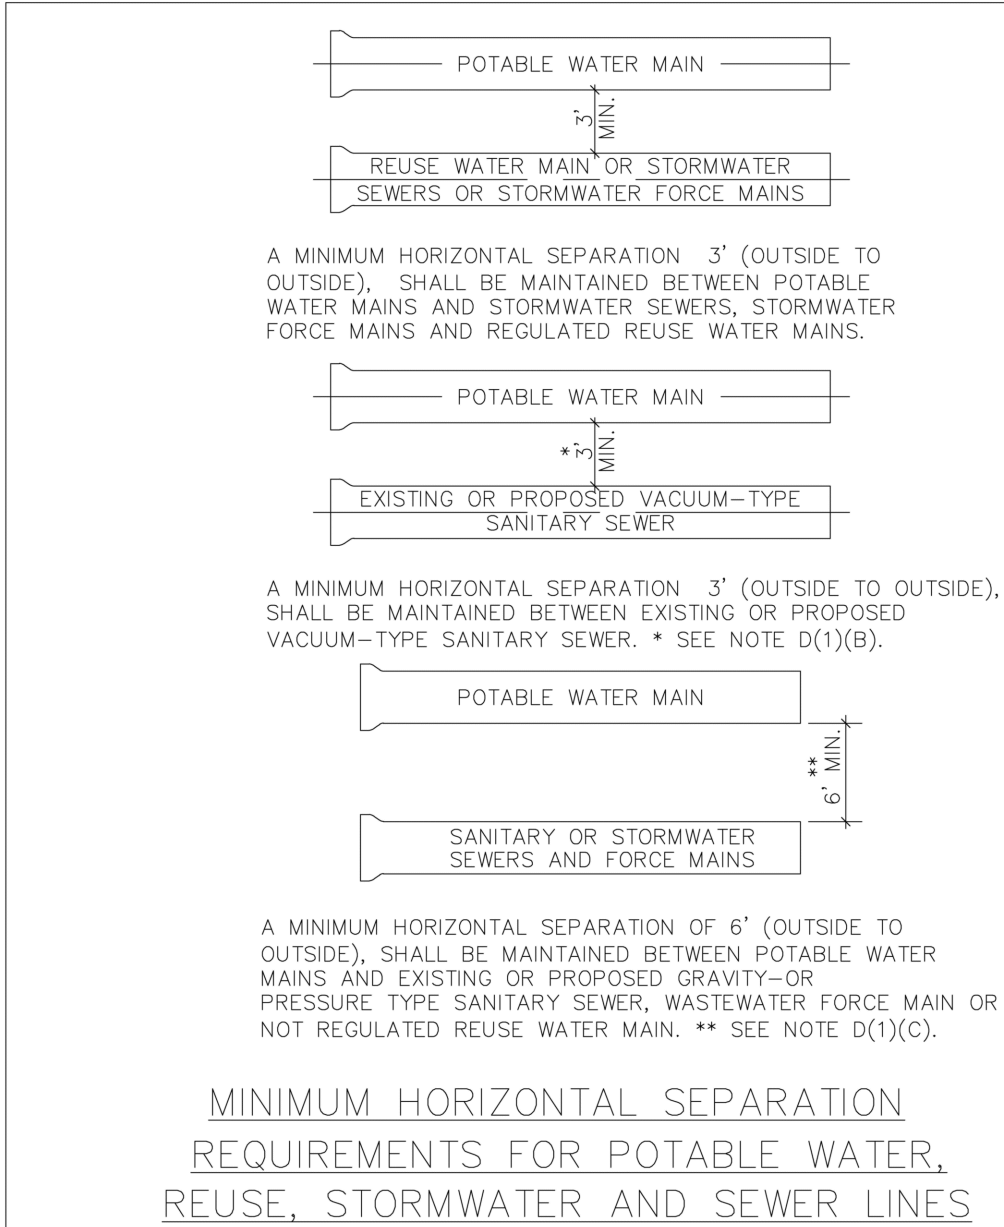 POTABLE WATER MAIN
3'
MIN.
REUSE WATER MAIN OR STORMWATER
SEWERS OR STORMWATER FORCE MAINS
A MINIMUM HORIZONTAL SEPARATION 3' (OUTSIDE TO
OUTSIDE), SHALL BE MAINTAINED BETWEEN POTABLE
WATER MAINS AND STORMWATER SEWERS, STORMWATER
FORCE MAINS AND REGULATED REUSE WATER MAINS.
POTABLE WATER MAIN
* 3'
MIN.
EXISTING OR PROPOSED VACUUM-TYPE
SANITARY SEWER
A MINIMUM HORIZONTAL SEPARATION 3' (OUTSIDE TO OUTSIDE),
SHALL BE MAINTAINED BETWEEN EXISTING OR PROPOSED
VACUUM-TYPE SANITARY SEWER. * SEE NOTE D(1)(B).
POTABLE WATER MAIN
6' MIN. **
SANITARY OR STORMWATER
SEWERS AND FORCE MAINS
A MINIMUM HORIZONTAL SEPARATION OF 6' (OUTSIDE TO
OUTSIDE), SHALL BE MAINTAINED BETWEEN POTABLE WATER
MAINS AND EXISTING OR PROPOSED GRAVITY-OR
PRESSURE TYPE SANITARY SEWER, WASTEWATER FORCE MAIN OR
NOT REGULATED REUSE WATER MAIN. ** SEE NOTE D(1)(C).
MINIMUM HORIZONTAL SEPARATION
REQUIREMENTS FOR POTABLE WATER,
REUSE, STORMWATER AND SEWER LINES